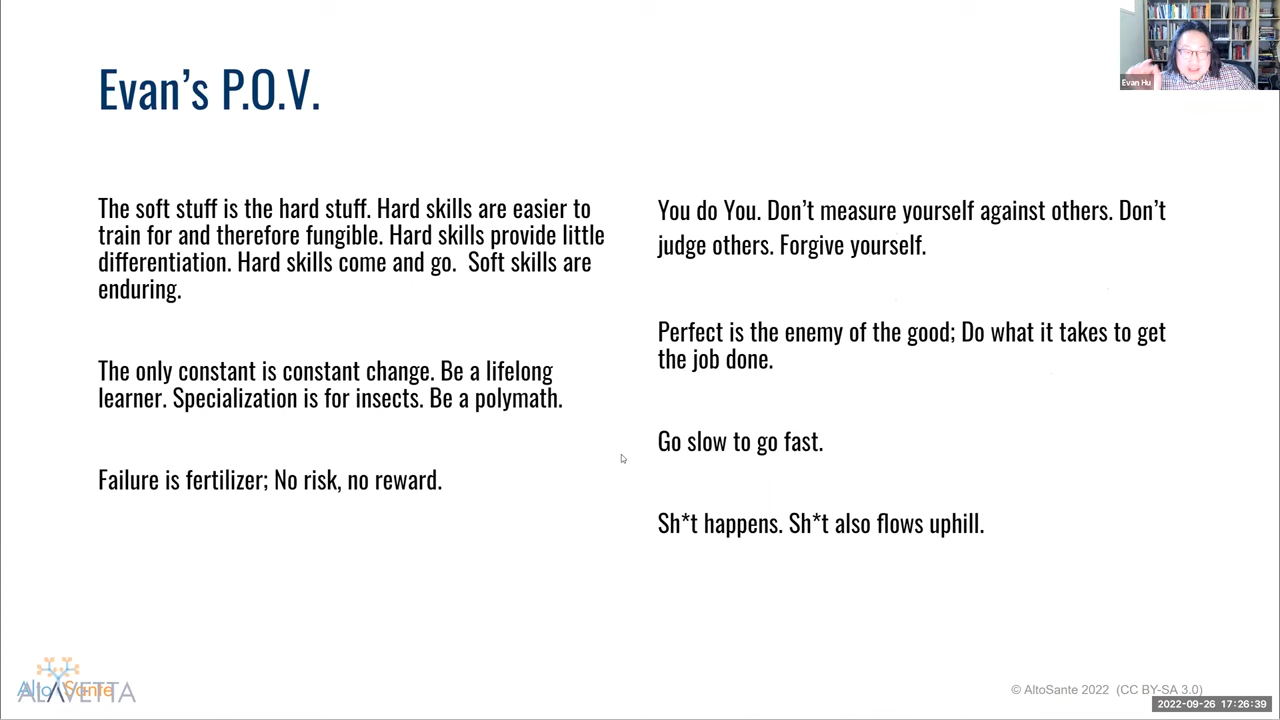 Evan's P.O.V.
Evan Hu
The soft stuff is the hard stuff. Hard skills are easier to
train for and therefore fungible. Hard skills provide little
differentiation. Hard skills come and go.  Soft skills are
enduring.
The only constant is constant change. Be a lifelong
learner. Specialization is for insects. Be a polymath.
Failure is fertilizer; No risk, no reward.
You do You. Don't measure yourself against others. Don't
judge others. Forgive yourself.
Perfect is the enemy of the good; Do what it takes to get
the job done.
Go slow to go fast.
Sh*t happens. Sh*t also flows uphill.
AltoSante
ALAVETTA
© AltoSante 2022  (CC BY-SA 3.0)
2022-09-26 17:26:39